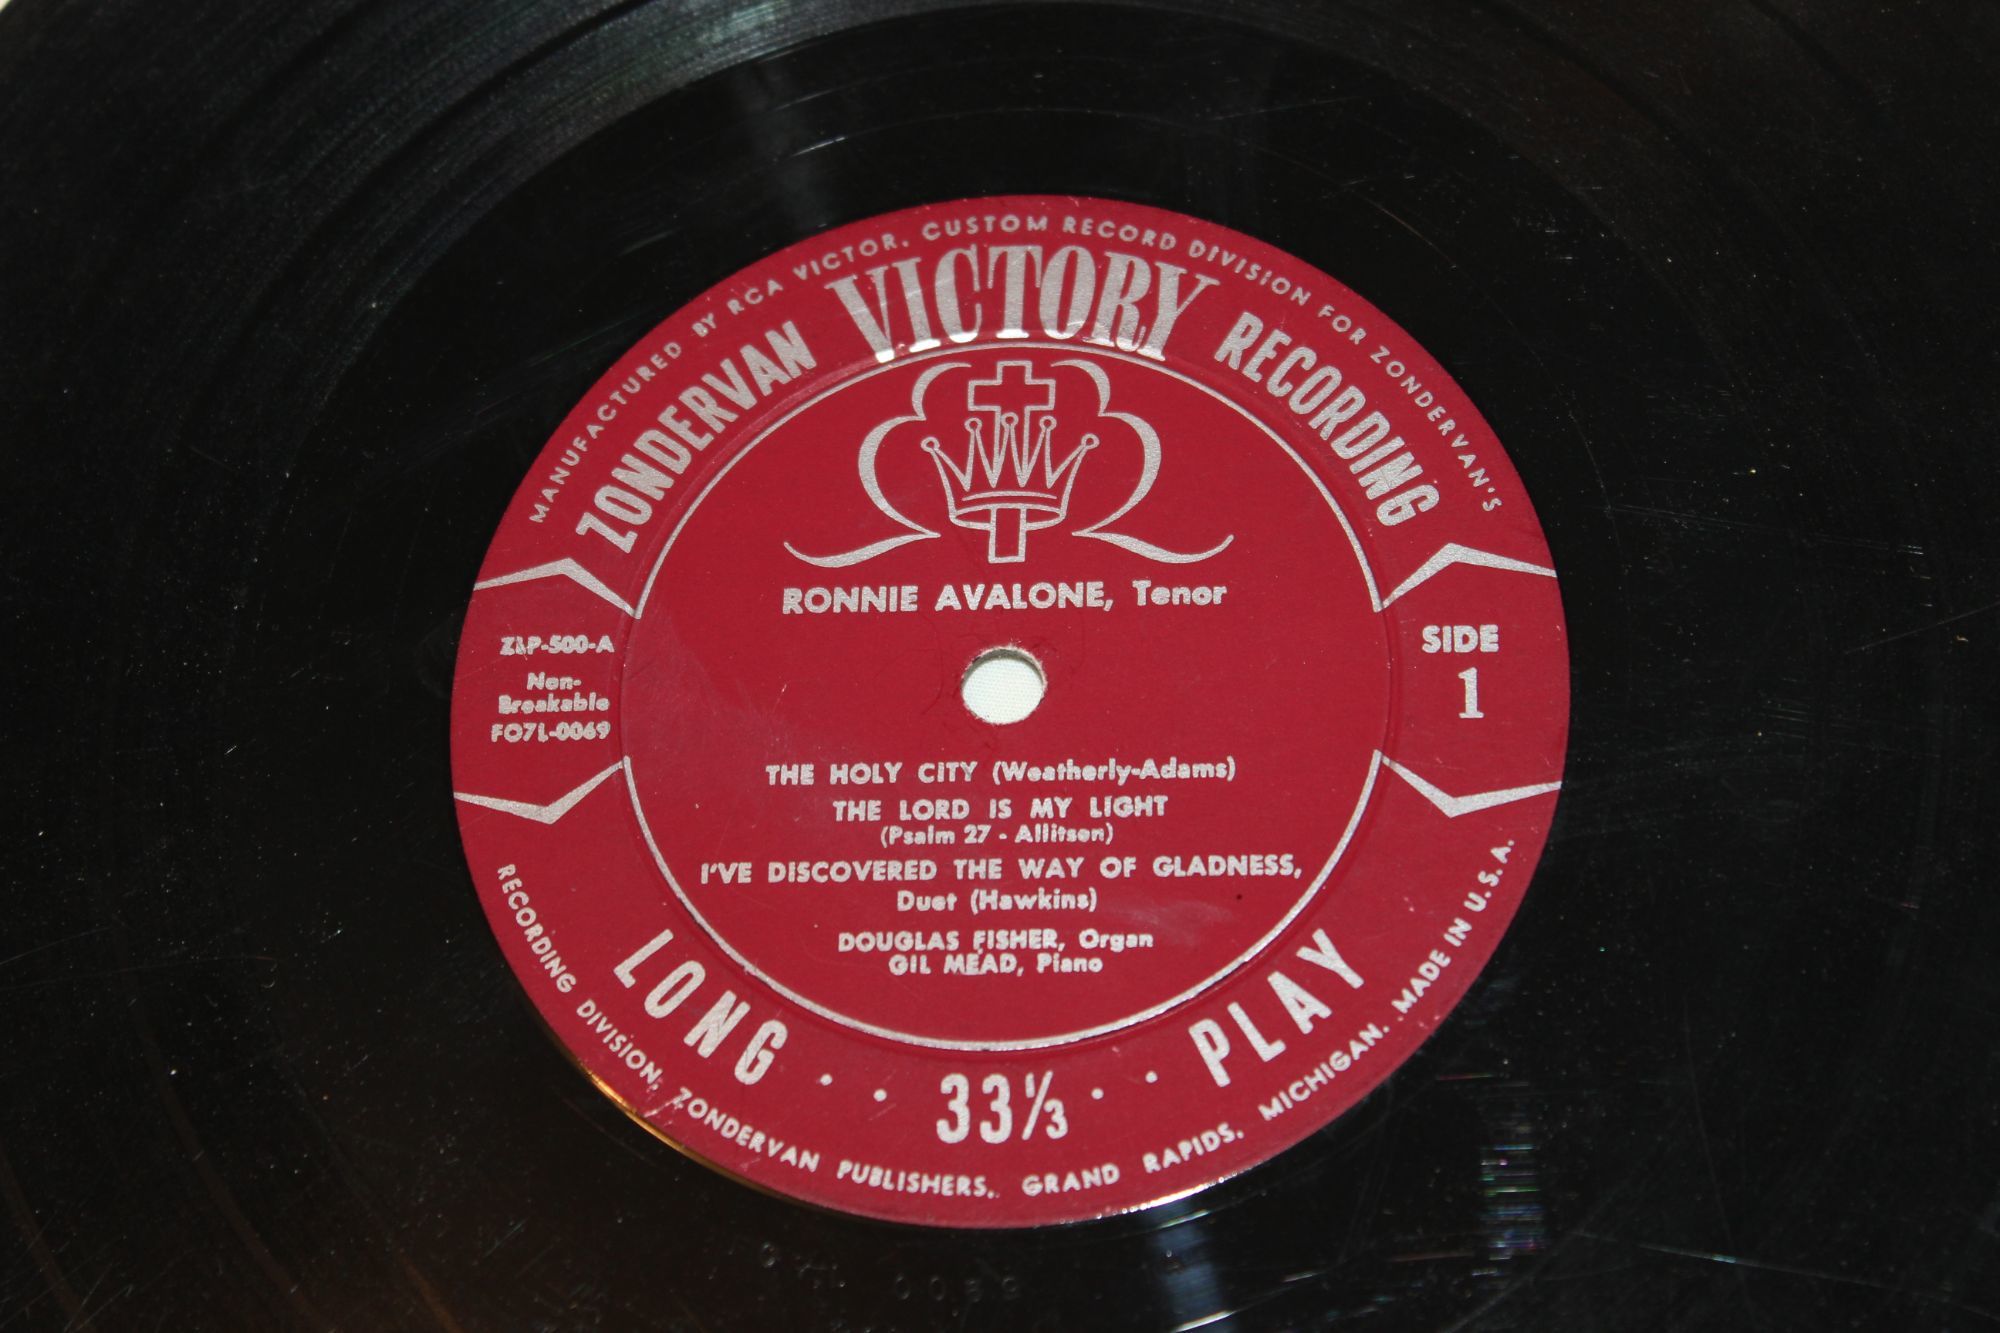 MANUFACTURED BY RCA VICTOR, CUSTOM RECORD DIVISION FOR ZONDERVAN'S
ZONDERVAN VICTORY RECORDING
RONNIE AVALONE, Tenor
ZLP-500-A
Non-
Breakable
FO7L-0069
SIDE
1
THE HOLY CITY (Weatherly-Adams)
THE LORD IS MY LIGHT
(Psalm 27 - Allitsen)
I'VE DISCOVERED THE WAY OF GLADNESS,
Duet (Hawkins)
DOUGLAS FISHER, Organ
GIL MEAD, Piano
LONG · · 33⅓ · · PLAY
RECORDING DIVISION, ZONDERVAN PUBLISHERS, GRAND RAPIDS, MICHIGAN. MADE IN U.S.A.